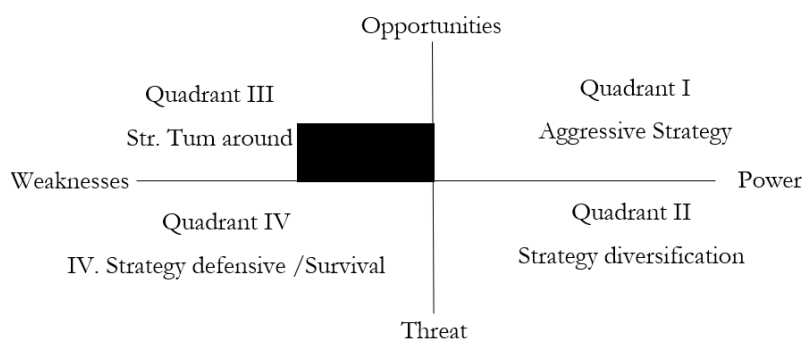 Opportunities
Quadrant III
Str. Tum around
Quadrant I
Aggressive Strategy
Weaknesses
Power
Quadrant IV
IV. Strategy defensive /Survival
Quadrant II
Strategy diversification
Threat